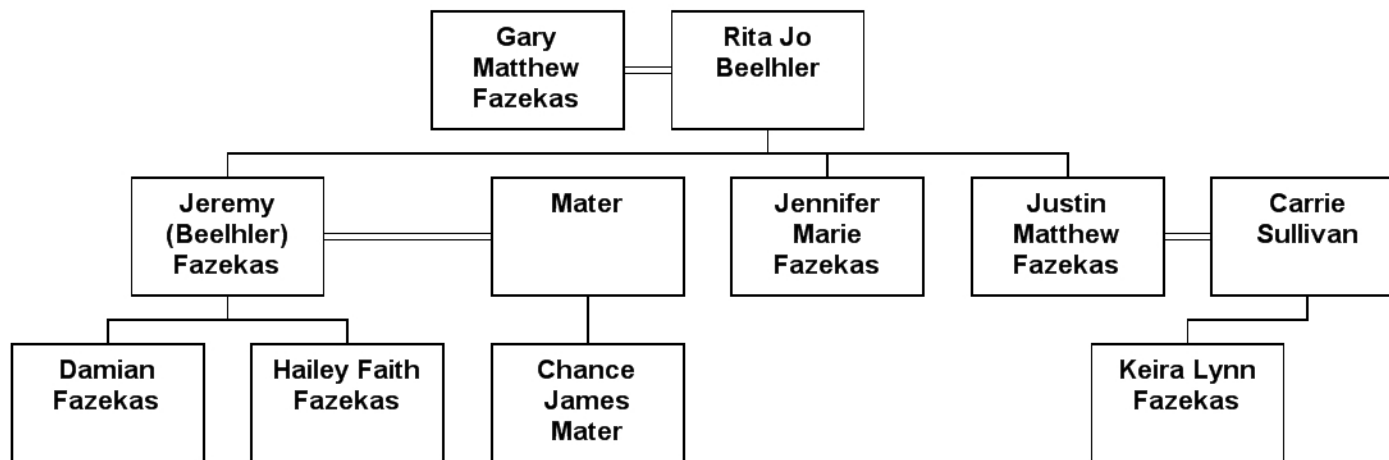 Gary
Matthew
Fazekas
Rita Jo
Beelhler
Jeremy
(Beelhler)
Fazekas
Mater
Jennifer
Marie
Fazekas
Justin
Matthew
Fazekas
Carrie
Sullivan
Damian
Fazekas
Hailey Faith
Fazekas
Chance
James
Mater
Keira Lynn
Fazekas